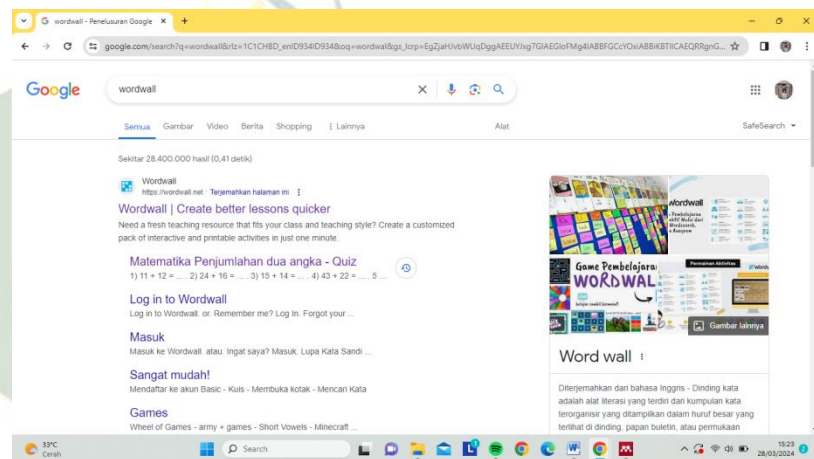 wordwall - Penelusuran Google
google.com/search?q=wordwall&rlz=1C1CHBD_enID934ID934&oq=wordwal&gs_lcrp=
Google
wordwall
Semua Gambar Video Berita Shopping Lainnya Alat SafeSearch
Sekitar 28.400.000 hasil (0,41 detik)
Wordwall
https://wordwall.net · Terjemahkan halaman ini
Wordwall | Create better lessons quicker
Need a fresh teaching resource that fits your class and teaching style? Create a customized
pack of interactive and printable activities in just one minute.
Matematika Penjumlahan dua angka - Quiz
1) 11 + 12 = .... 2) 24 + 16 = .... 3) 15 + 14 = .... 4) 43 + 22 = ..... 5 ...
Log in to Wordwall
Log in to Wordwall. or. Remember me? Log In. Forgot your ...
Masuk
Masuk ke Wordwall. atau. Ingat saya? Masuk. Lupa Kata Sandi ...
Sangat mudah!
Mendaftar ke akun Basic - Kuis - Membuka kotak - Mencari Kata
Games
Wheel of Games - army + games - Short Vowels - Minecraft ...
Wordwall
Game Pembelajaran
WORDWAL
Permainan Aktivitas
Gambar lainnya
Word wall
Diterjemahkan dari bahasa Inggris - Dinding kata
adalah alat literasi yang terdiri dari kumpulan kata
terorganisir yang ditampilkan dalam huruf besar yang
terlihat di dinding, papan buletin, atau permukaan
33°C
Cerah
Search
15:23
28/03/2024